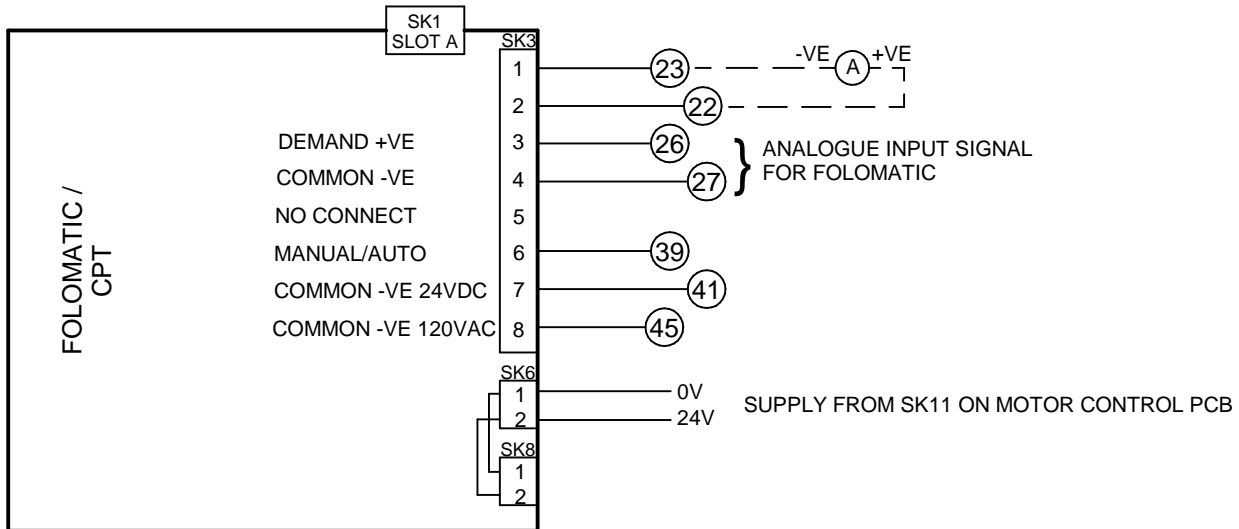 SK1
SLOT A
SK3
1 23 -VE A +VE
2 22
DEMAND +VE 3 26
COMMON -VE 4 27
} ANALOGUE INPUT SIGNAL
FOR FOLOMATIC
NO CONNECT 5
MANUAL/AUTO 6 39
COMMON -VE 24VDC 7 41
COMMON -VE 120VAC 8 45
FOLOMATIC /
CPT
SK6
1 0V
2 24V
SUPPLY FROM SK11 ON MOTOR CONTROL PCB
SK8
1
2